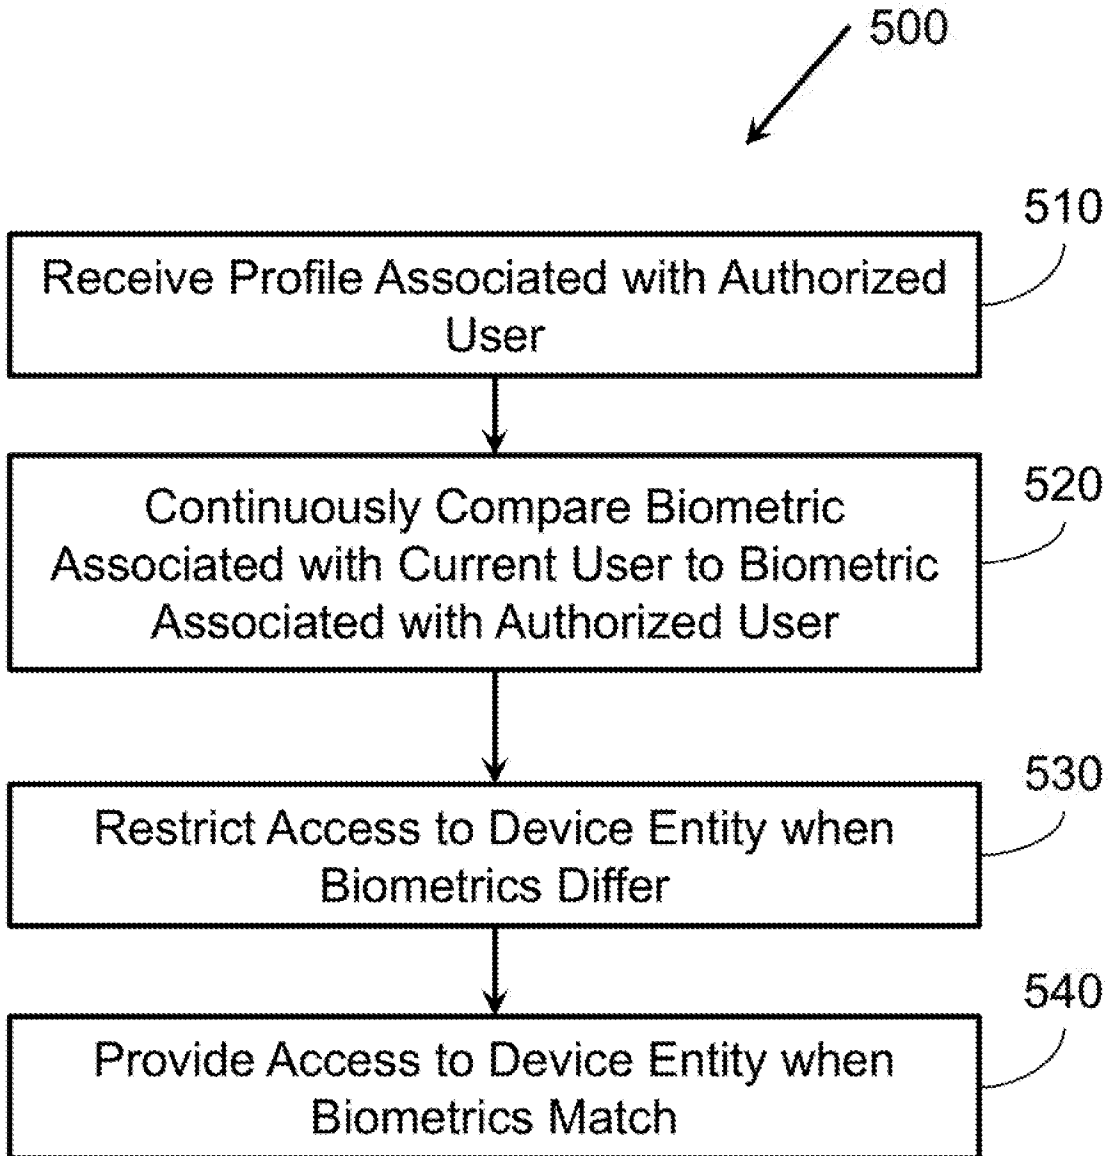 500
510
Receive Profile Associated with Authorized
User
520
Continuously Compare Biometric
Associated with Current User to Biometric
Associated with Authorized User
530
Restrict Access to Device Entity when
Biometrics Differ
540
Provide Access to Device Entity when
Biometrics Match